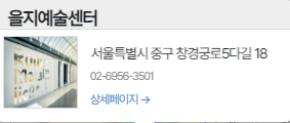 을지예술센터
서울특별시 중구 창경궁로5다길 18
02-6956-3501
상세페이지 →